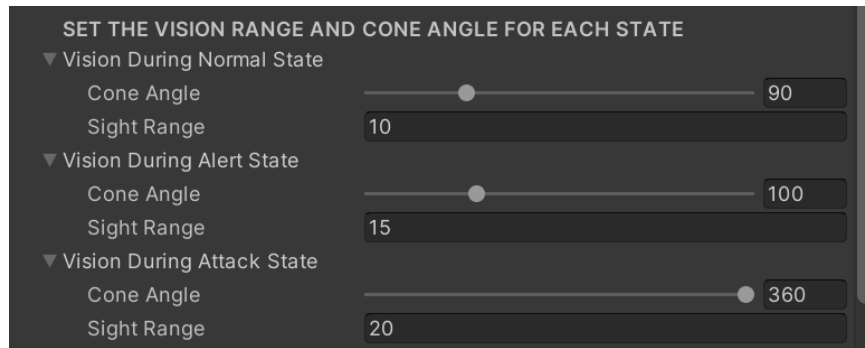 SET THE VISION RANGE AND CONE ANGLE FOR EACH STATE
Vision During Normal State
Cone Angle 90
Sight Range 10
Vision During Alert State
Cone Angle 100
Sight Range 15
Vision During Attack State
Cone Angle 360
Sight Range 20